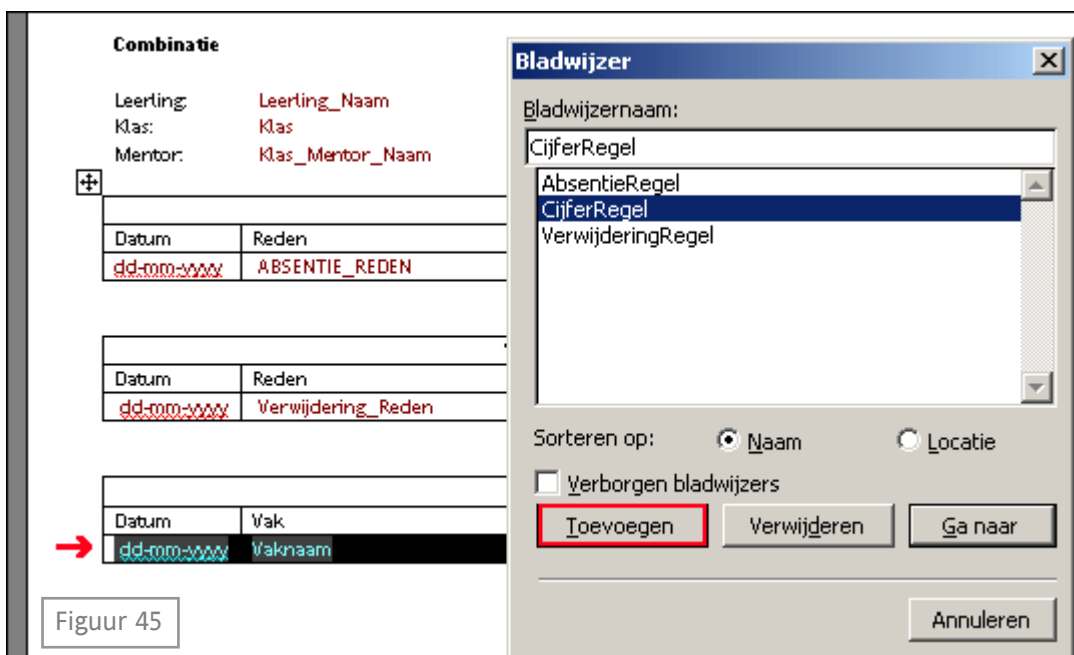 Combinatie
Leerling: Leerling_Naam
Klas: Klas
Mentor: Klas_Mentor_Naam
Datum Reden
dd-mm-yyyy ABSENTIE_REDEN
Datum Reden
dd-mm-yyyy Verwijdering_Reden
Datum Vak
dd-mm-yyyy Vaknaam
Figuur 45
Bladwijzer
Bladwijzernaam:
CijferRegel
AbsentieRegel
CijferRegel
VerwijderingRegel
Sorteren op: Naam Locatie
Verborgen bladwijzers
Toevoegen Verwijderen Ga naar
Annuleren